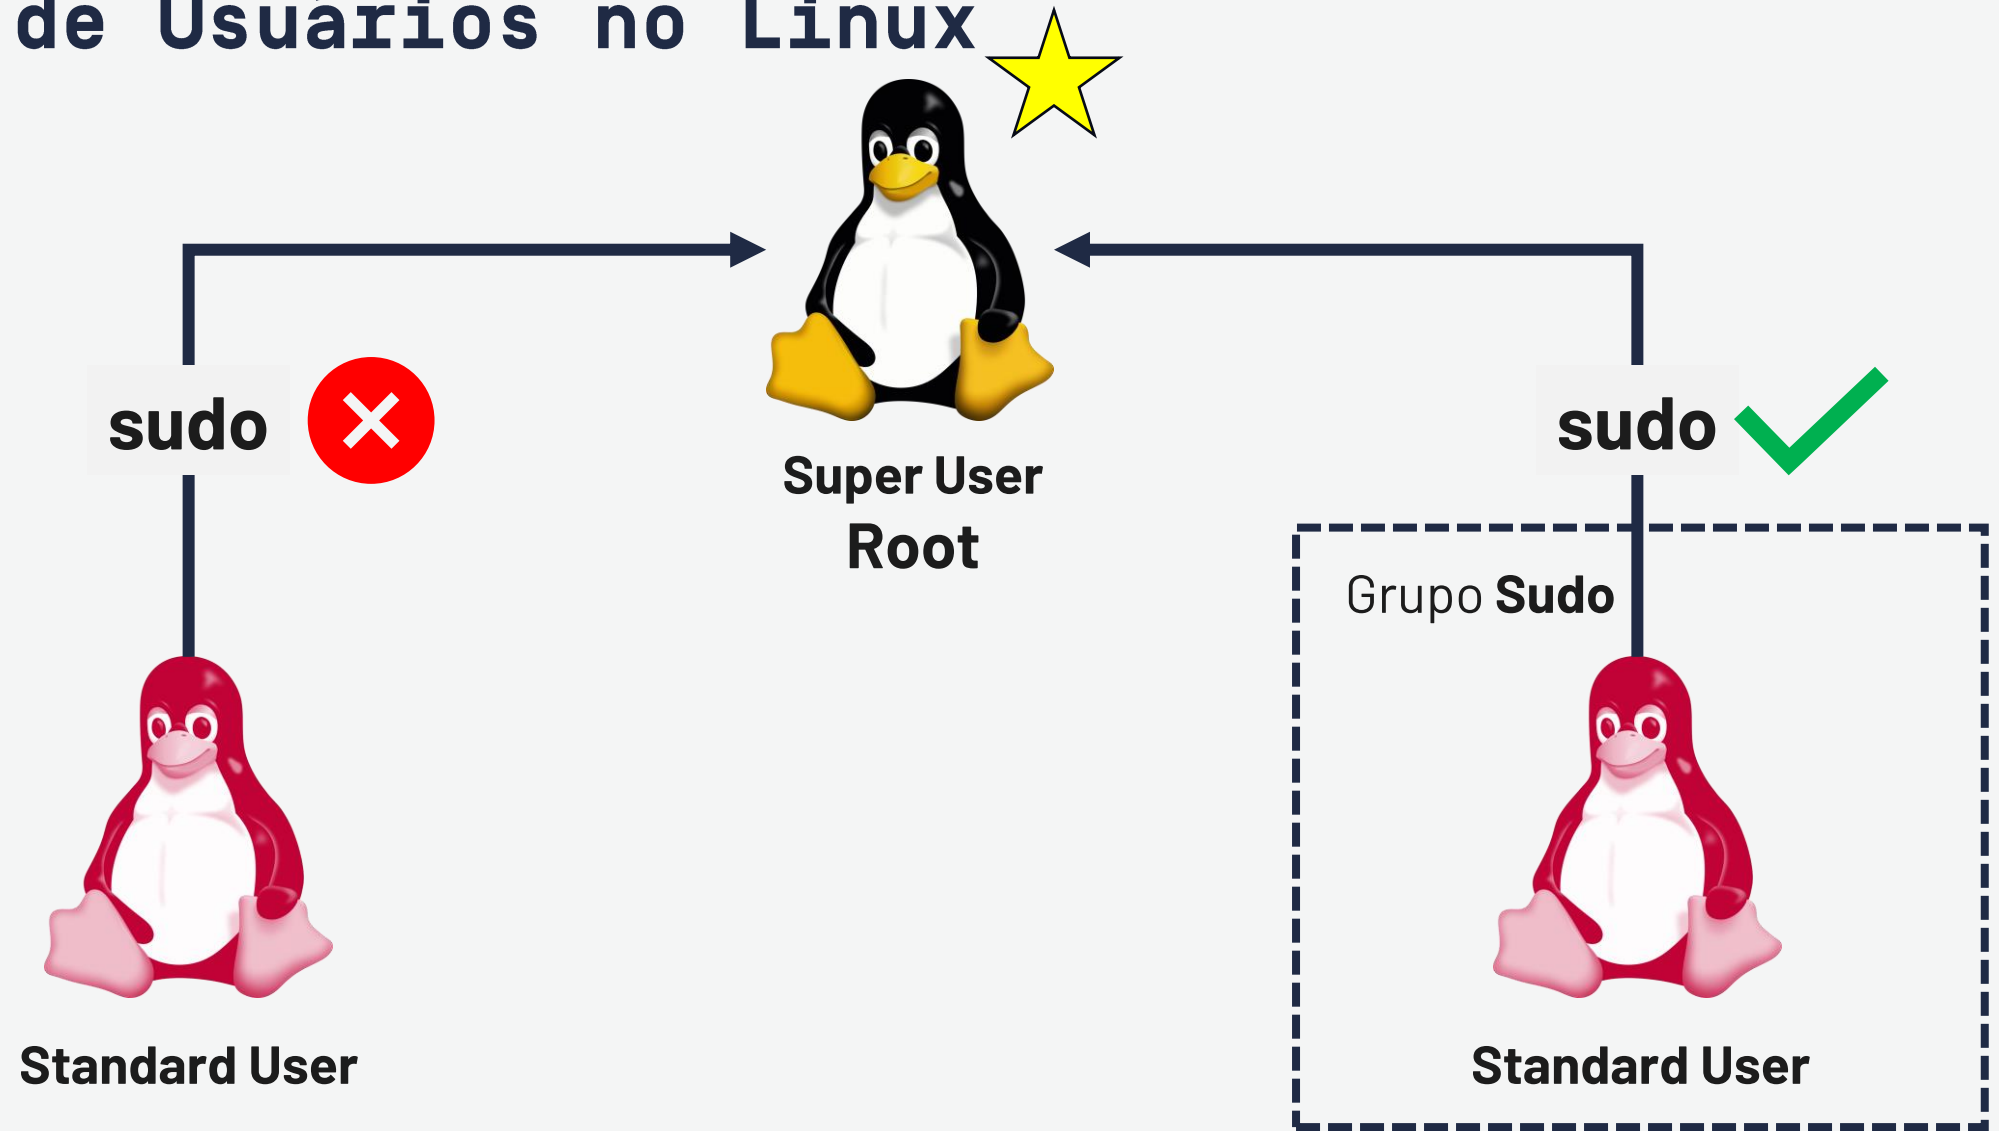 de Usuários no Linux
sudo
sudo
Super User
Root
Grupo Sudo
Standard User
Standard User